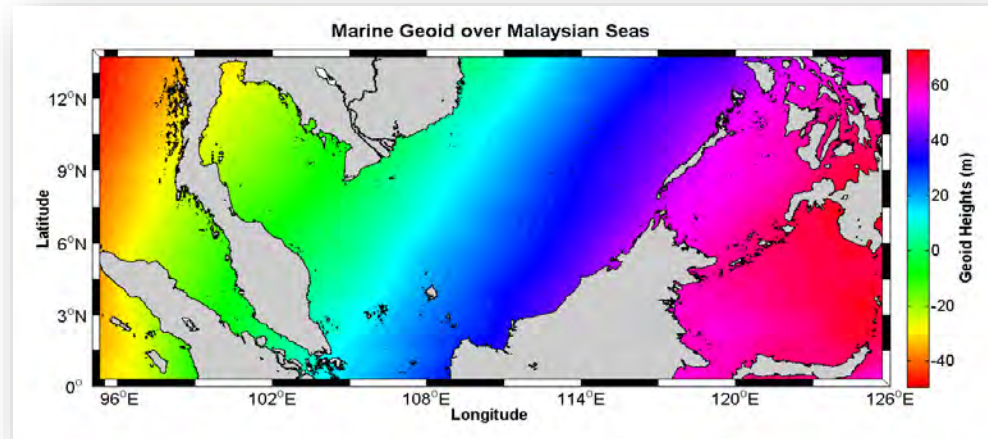 Marine Geoid over Malaysian Seas
12°N
9°N
6°N
3°N
0°
Latitude
96°E 102°E 108°E 114°E 120°E 126°E
Longitude
60
40
20
0
-20
-40
Geoid Heights (m)